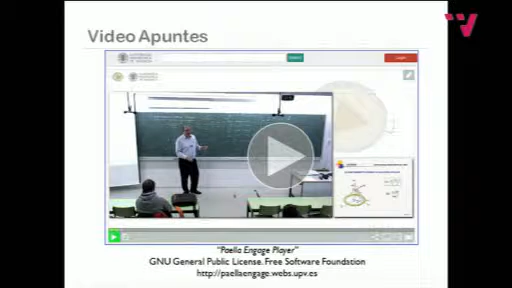 Video Apuntes
"Paella Engage Player"
GNU General Public License. Free Software Foundation
http://paellaengage.webs.upv.es